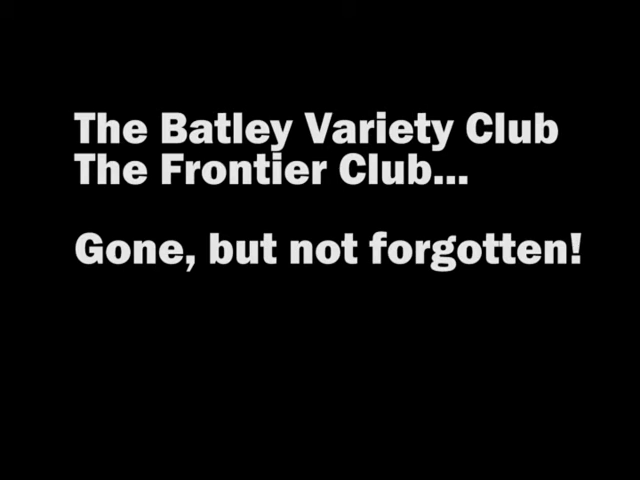 The Batley Variety Club
The Frontier Club...
Gone, but not forgotten!